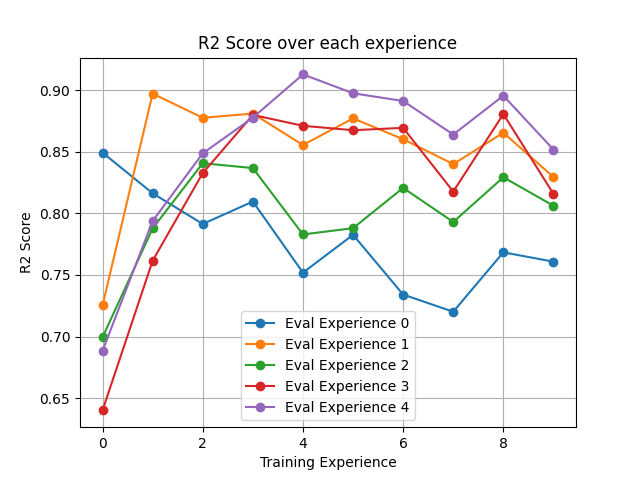 R2 Score over each experience
R2 Score
0.90
0.85
0.80
0.75
0.70
0.65
Eval Experience 0
Eval Experience 1
Eval Experience 2
Eval Experience 3
Eval Experience 4
0 2 4 6 8
Training Experience